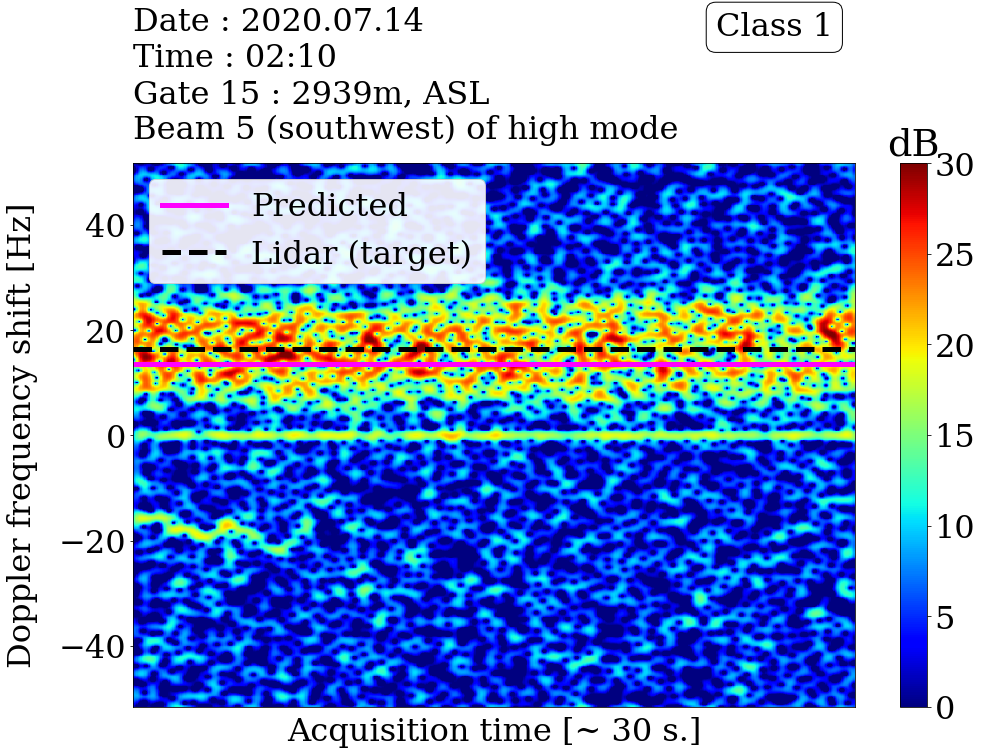 Date : 2020.07.14
Time : 02:10
Gate 15 : 2939m, ASL
Beam 5 (southwest) of high mode
Class 1
dB
Predicted
Lidar (target)
Doppler frequency shift [Hz]
40
20
0
−20
−40
Acquisition time [~ 30 s.]
30
25
20
15
10
5
0